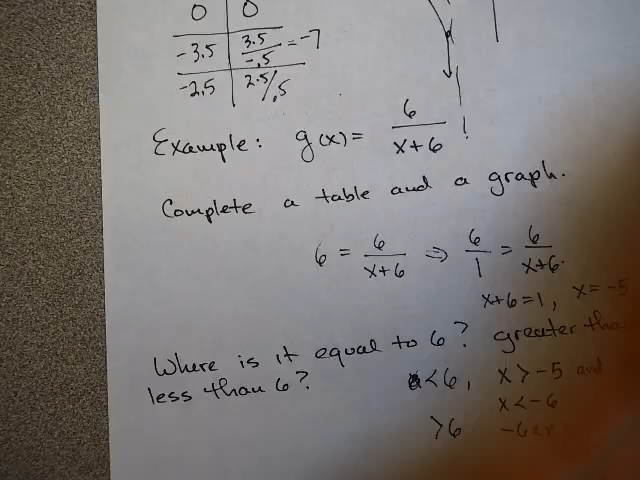 0 0
-3.5 3.5/-.5 = -7
-2.5 2.5/.5
Example: g(x) = 6/x+6 !
Complete a table and a graph.
6 = 6/x+6 ⇒ 6/1 = 6/x+6.
x+6=1, x= -5
Where is it equal to 6? greater
less than 6? <6, x > -5 and
x < -6
>6 -6<x